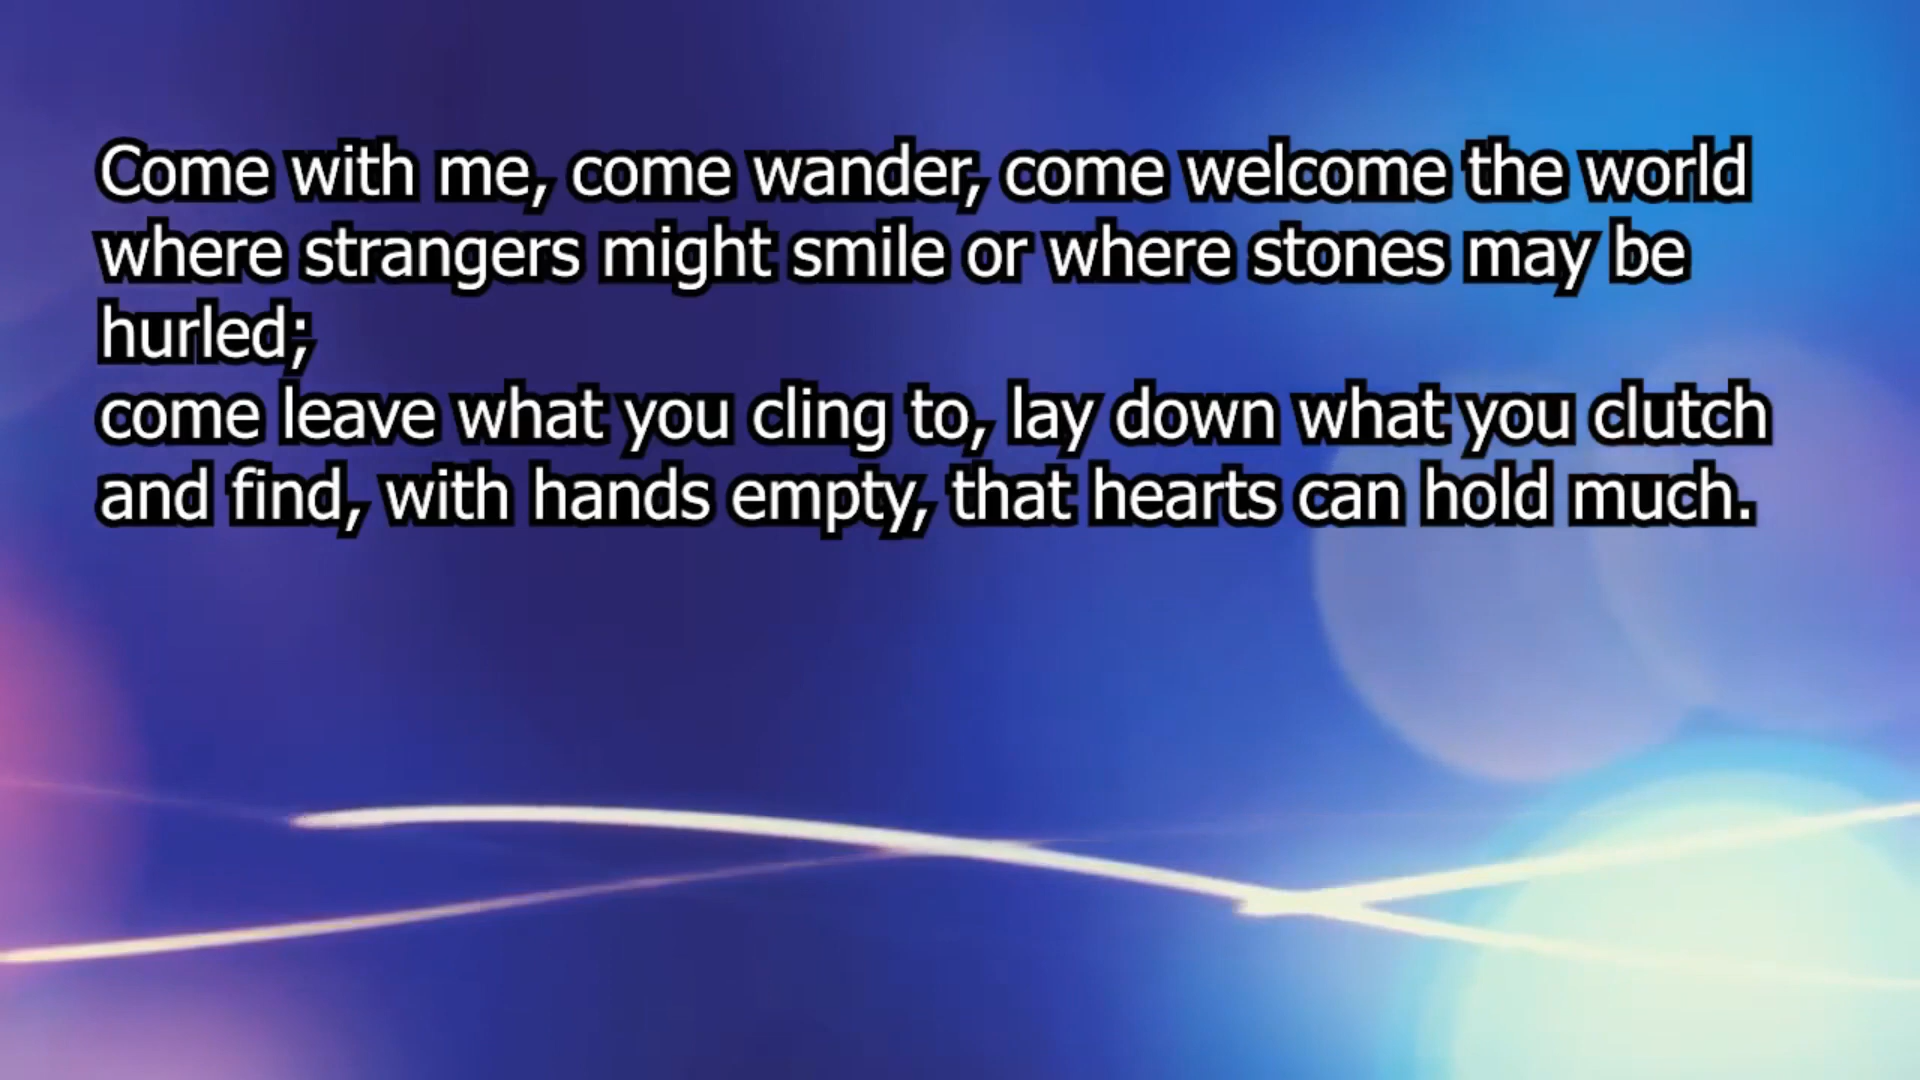 Come with me, come wander, come welcome the world
where strangers might smile or where stones may be
hurled;
come leave what you cling to, lay down what you clutch
and find, with hands empty, that hearts can hold much.